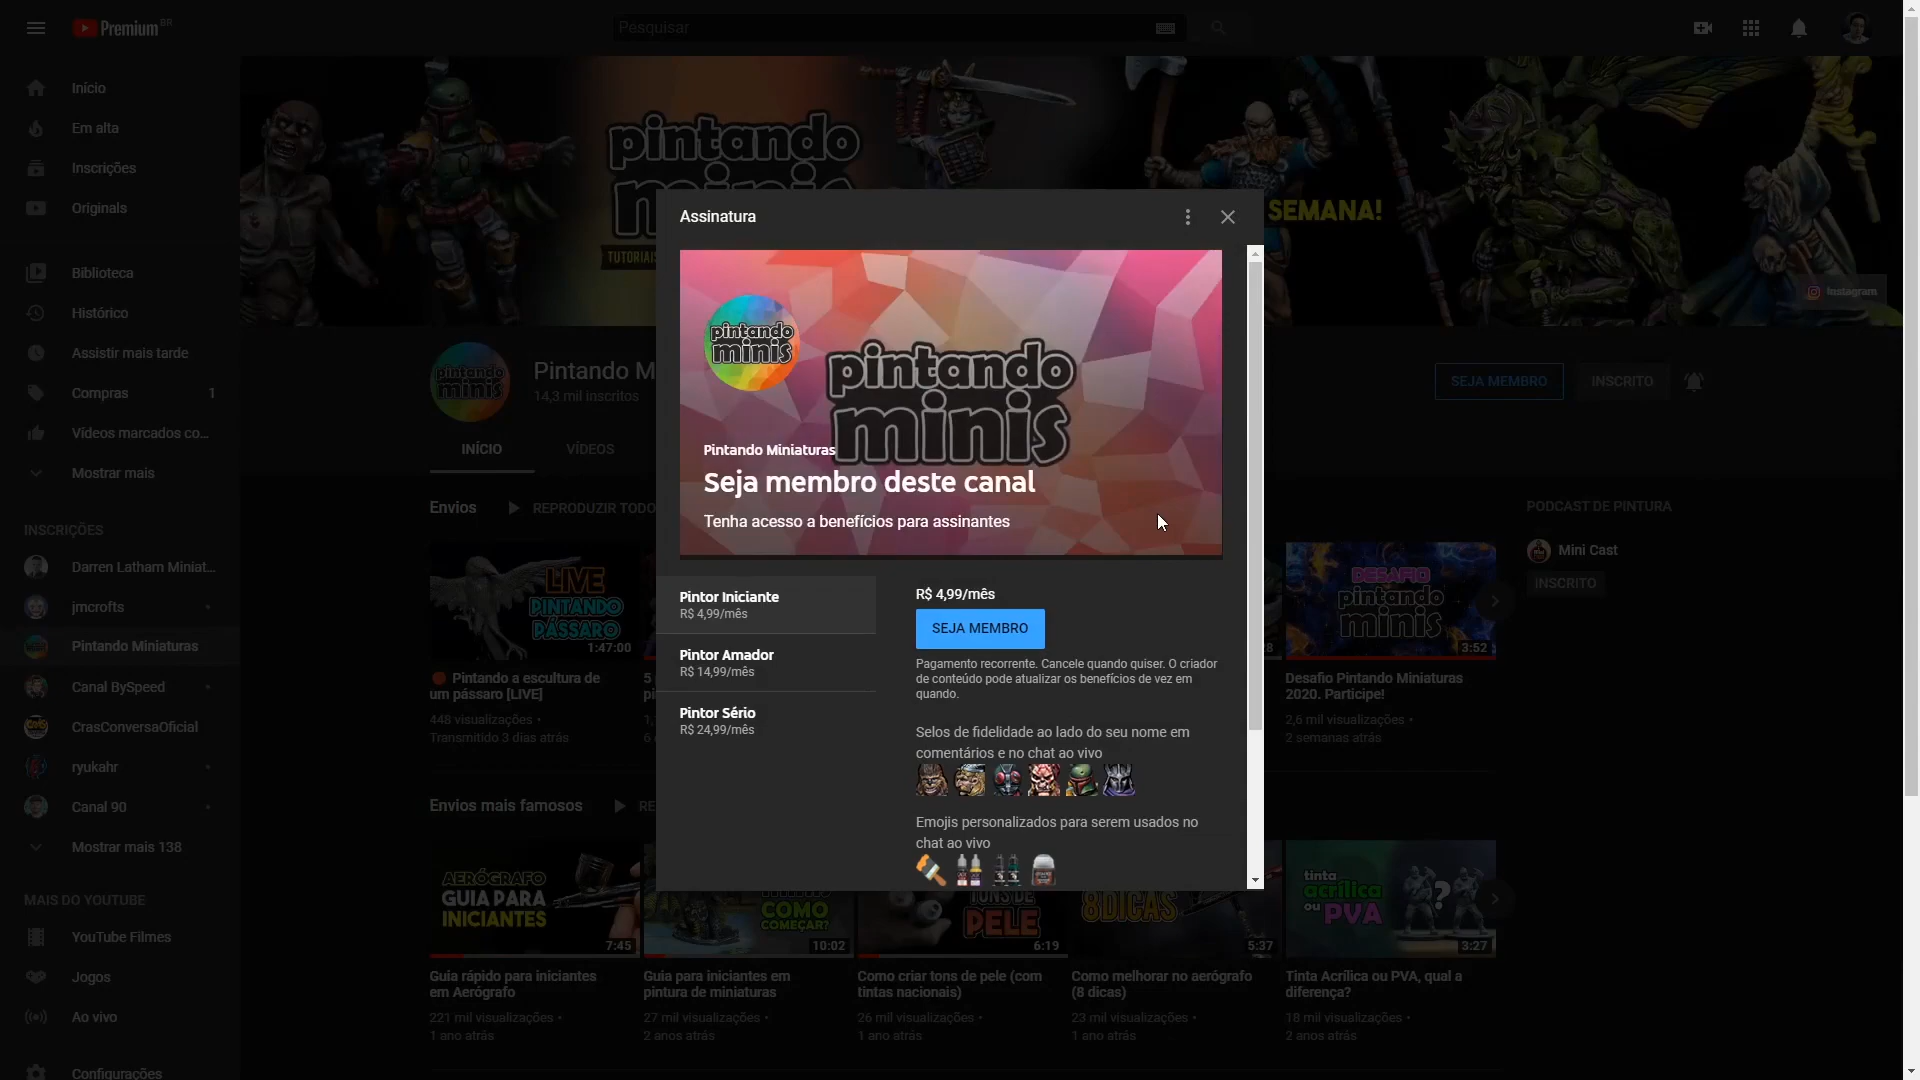 Premium BR
Pesquisar
Início
Em alta
Inscrições
Originals
Biblioteca
Histórico
Assistir mais tarde
Compras 1
Vídeos marcados co...
Mostrar mais
INSCRIÇÕES
Darren Latham Miniat...
jmcrofts
Pintando Miniaturas
Canal BySpeed
CrasConversaOficial
ryukahr
Canal 90
Mostrar mais 138
MAIS DO YOUTUBE
YouTube Filmes
Jogos
Ao vivo
Configurações
pintando
TUTORIAIS
SEMANA!
Instagram
pintando
minis
Pintando M
14,3 mil inscritos
SEJA MEMBRO
INSCRITO
INÍCIO
VÍDEOS
Assinatura
pintando
minis
pintando
minis
Pintando Miniaturas
Seja membro deste canal
Tenha acesso a benefícios para assinantes
Pintor Iniciante
R$ 4,99/mês
Pintor Amador
R$ 14,99/mês
Pintor Sério
R$ 24,99/mês
R$ 4,99/mês
SEJA MEMBRO
Pagamento recorrente. Cancele quando quiser. O criador
de conteúdo pode atualizar os benefícios de vez em
quando.
Selos de fidelidade ao lado do seu nome em
comentários e no chat ao vivo
Emojis personalizados para serem usados no
chat ao vivo
Envios
REPRODUZIR TODO
LIVE
PINTANDO
PÁSSARO
1:47:00
Pintando a escultura de
um pássaro [LIVE]
448 visualizações •
Transmitido 3 dias atrás
DESAFIO
pintando
minis
3:52
Desafio Pintando Miniaturas
2020. Participe!
2,6 mil visualizações •
2 semanas atrás
PODCAST DE PINTURA
Mini Cast
INSCRITO
Envios mais famosos
RE
AERÓGRAFO
GUIA PARA
INICIANTES
7:45
Guia rápido para iniciantes
em Aerógrafo
221 mil visualizações •
1 ano atrás
COMO
COMEÇAR?
10:02
Guia para iniciantes em
pintura de miniaturas
27 mil visualizações •
2 anos atrás
TONS DE
PELE
6:19
Como criar tons de pele (com
tintas nacionais)
26 mil visualizações •
1 ano atrás
8 DICAS
5:37
Como melhorar no aerógrafo
(8 dicas)
23 mil visualizações •
1 ano atrás
tinta
acrílica
ou PVA
?
3:27
Tinta Acrílica ou PVA, qual a
diferença?
18 mil visualizações •
2 anos atrás